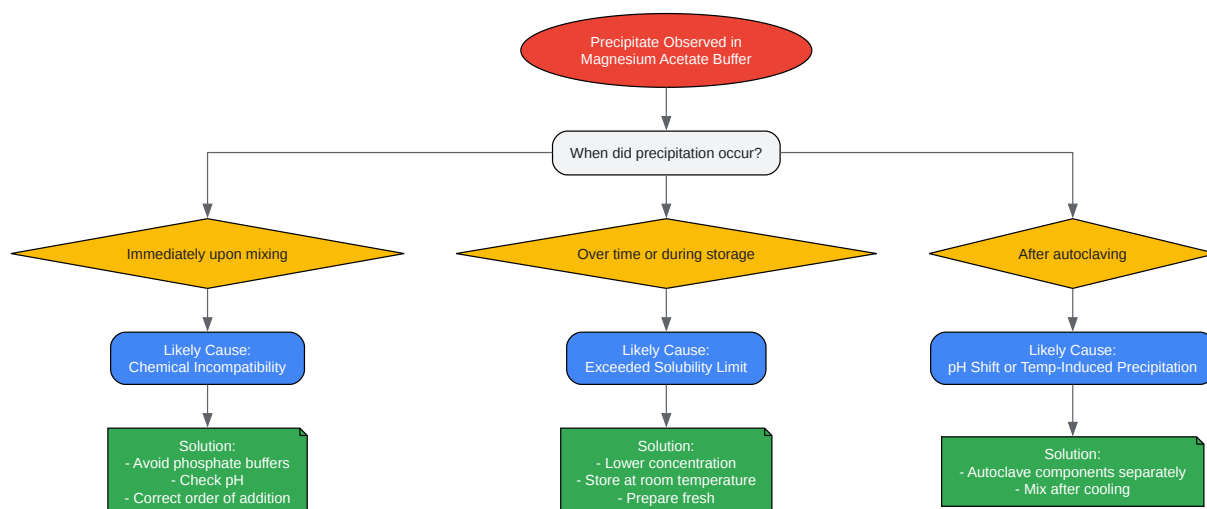 Precipitate Observed in
Magnesium Acetate Buffer
When did precipitation occur?
Immediately upon mixing
Over time or during storage
After autoclaving
Likely Cause:
Chemical Incompatibility
Likely Cause:
Exceeded Solubility Limit
Likely Cause:
pH Shift or Temp-Induced Precipitation
Solution:
- Avoid phosphate buffers
- Check pH
- Correct order of addition
Solution:
- Lower concentration
- Store at room temperature
- Prepare fresh
Solution:
- Autoclave components separately
- Mix after cooling